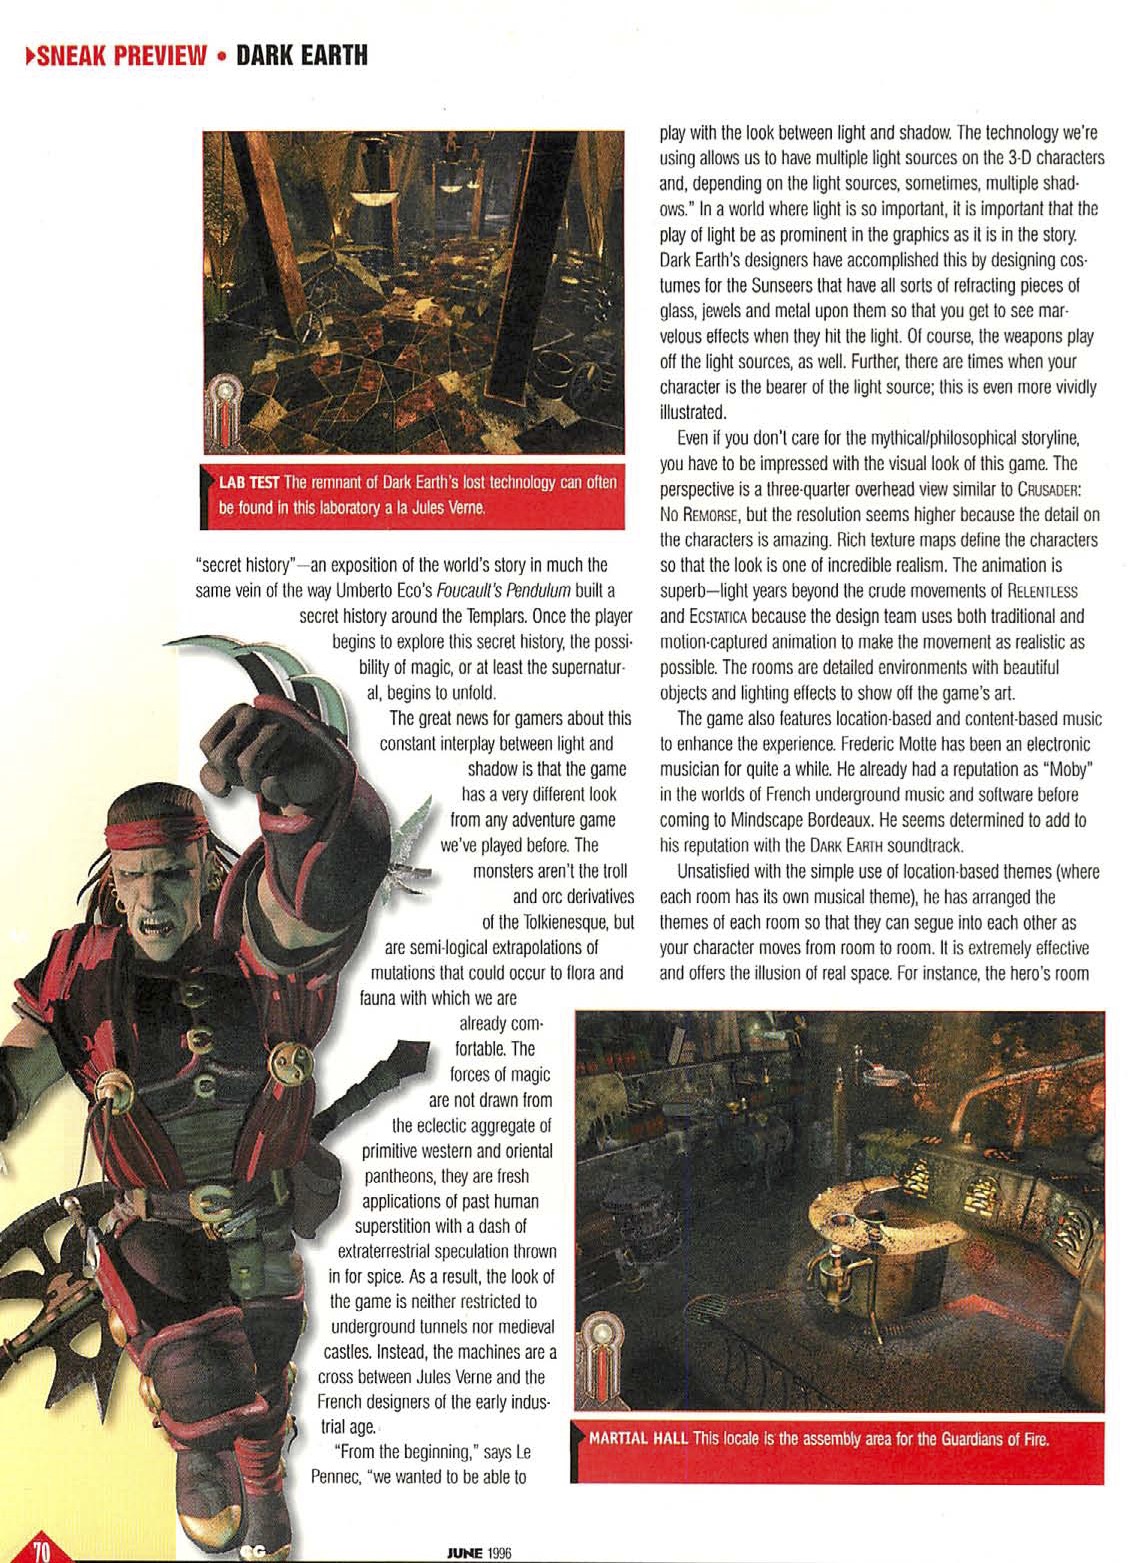 SNEAK PREVIEW • DARK EARTH
LAB TEST The remnant of Dark Earth's lost technology can often
be found in this laboratory a la Jules Verne.
"secret history"—an exposition of the world's story in much the
same vein of the way Umberto Eco's Foucault's Pendulum built a
secret history around the Templars. Once the player
begins to explore this secret history, the possi-
bility of magic, or at least the supernatur-
al, begins to unfold.
The great news for gamers about this
constant interplay between light and
shadow is that the game
has a very different look
from any adventure game
we've played before. The
monsters aren't the troll
and orc derivatives
of the Tolkienesque, but
are semi-logical extrapolations of
mutations that could occur to flora and
fauna with which we are
already com-
fortable. The
forces of magic
are not drawn from
the eclectic aggregate of
primitive western and oriental
pantheons, they are fresh
applications of past human
superstition with a dash of
extraterrestrial speculation thrown
in for spice. As a result, the look of
the game is neither restricted to
underground tunnels nor medieval
castles. Instead, the machines are a
cross between Jules Verne and the
French designers of the early indus-
trial age.
"From the beginning," says Le
Pennec, "we wanted to be able to
play with the look between light and shadow. The technology we're
using allows us to have multiple light sources on the 3-D characters
and, depending on the light sources, sometimes, multiple shad-
ows." In a world where light is so important, it is important that the
play of light be as prominent in the graphics as it is in the story.
Dark Earth's designers have accomplished this by designing cos-
tumes for the Sunseers that have all sorts of refracting pieces of
glass, jewels and metal upon them so that you get to see mar-
velous effects when they hit the light. Of course, the weapons play
off the light sources, as well. Further, there are times when your
character is the bearer of the light source; this is even more vividly
illustrated.
Even if you don't care for the mythical/philosophical storyline,
you have to be impressed with the visual look of this game. The
perspective is a three-quarter overhead view similar to CRUSADER:
NO REMORSE, but the resolution seems higher because the detail on
the characters is amazing. Rich texture maps define the characters
so that the look is one of incredible realism. The animation is
superb—light years beyond the crude movements of RELENTLESS
and ECSTATICA because the design team uses both traditional and
motion-captured animation to make the movement as realistic as
possible. The rooms are detailed environments with beautiful
objects and lighting effects to show off the game's art.
The game also features location-based and content-based music
to enhance the experience. Frederic Motte has been an electronic
musician for quite a while. He already had a reputation as "Moby"
in the worlds of French underground music and software before
coming to Mindscape Bordeaux. He seems determined to add to
his reputation with the DARK EARTH soundtrack.
Unsatisfied with the simple use of location-based themes (where
each room has its own musical theme), he has arranged the
themes of each room so that they can segue into each other as
your character moves from room to room. It is extremely effective
and offers the illusion of real space. For instance, the hero's room
MARTIAL HALL This locale is the assembly area for the Guardians of Fire.
70
CG
JUNE 1996